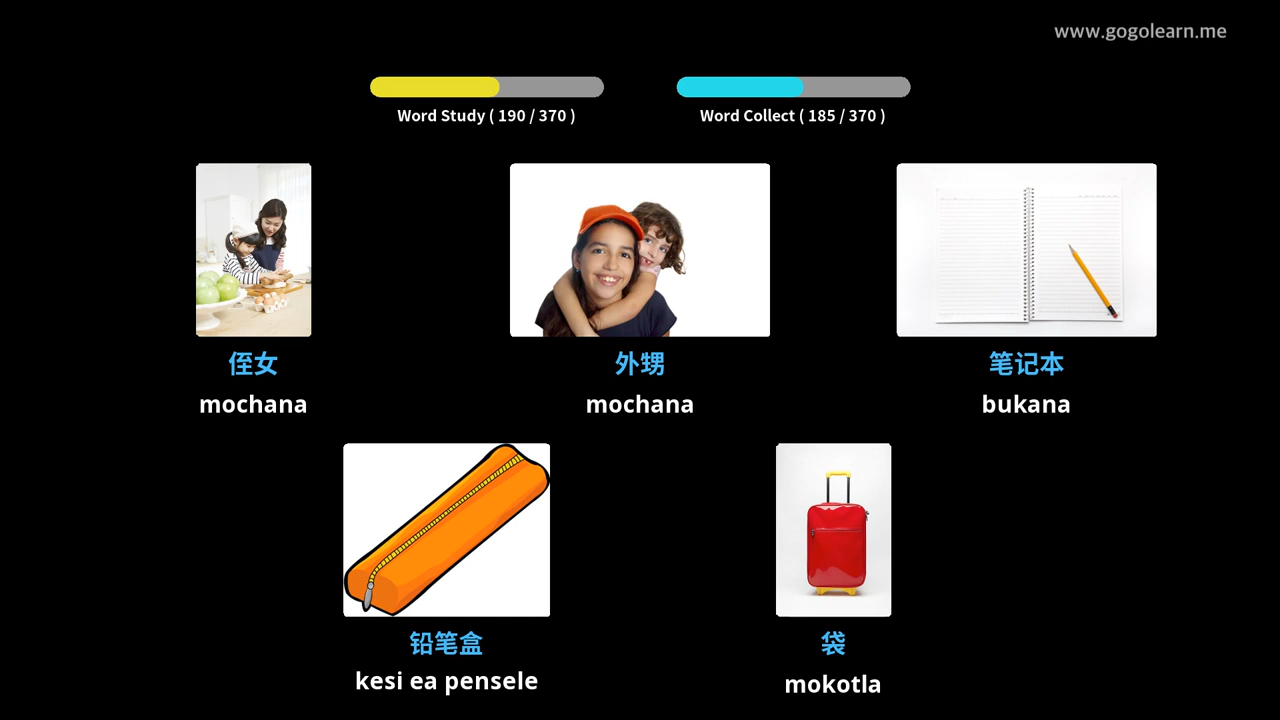 www.gogolearn.me
Word Study ( 190 / 370 )
Word Collect ( 185 / 370 )
侄女
mochana
外甥
mochana
笔记本
bukana
铅笔盒
kesi ea pensele
袋
mokotla